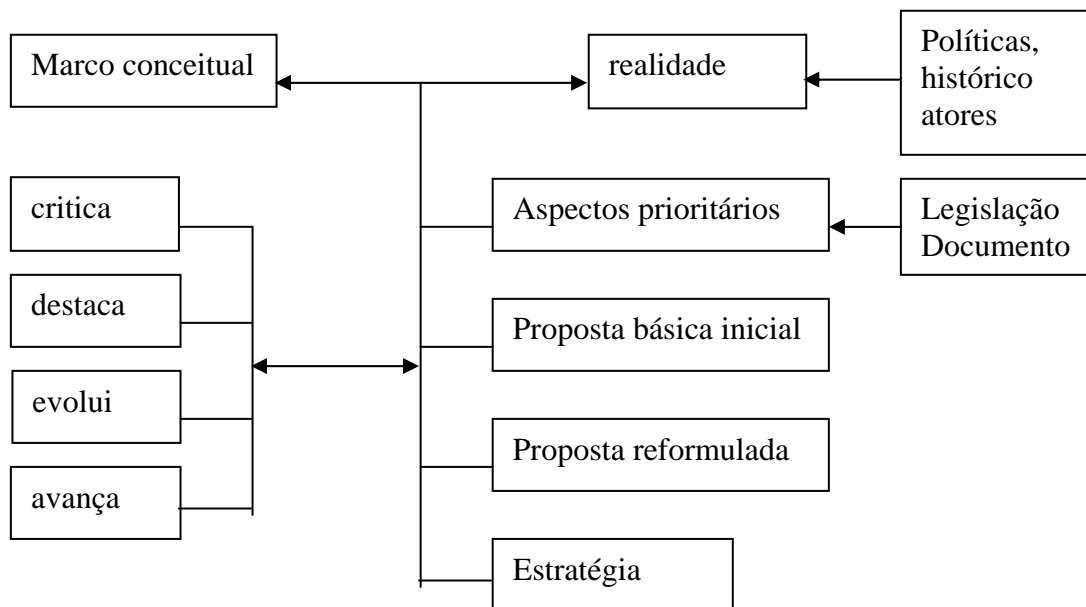 Marco conceitual
realidade
Políticas,
histórico
atores
critica
Aspectos prioritários
Legislação
Documento
destaca
Proposta básica inicial
evolui
Proposta reformulada
avança
Estratégia